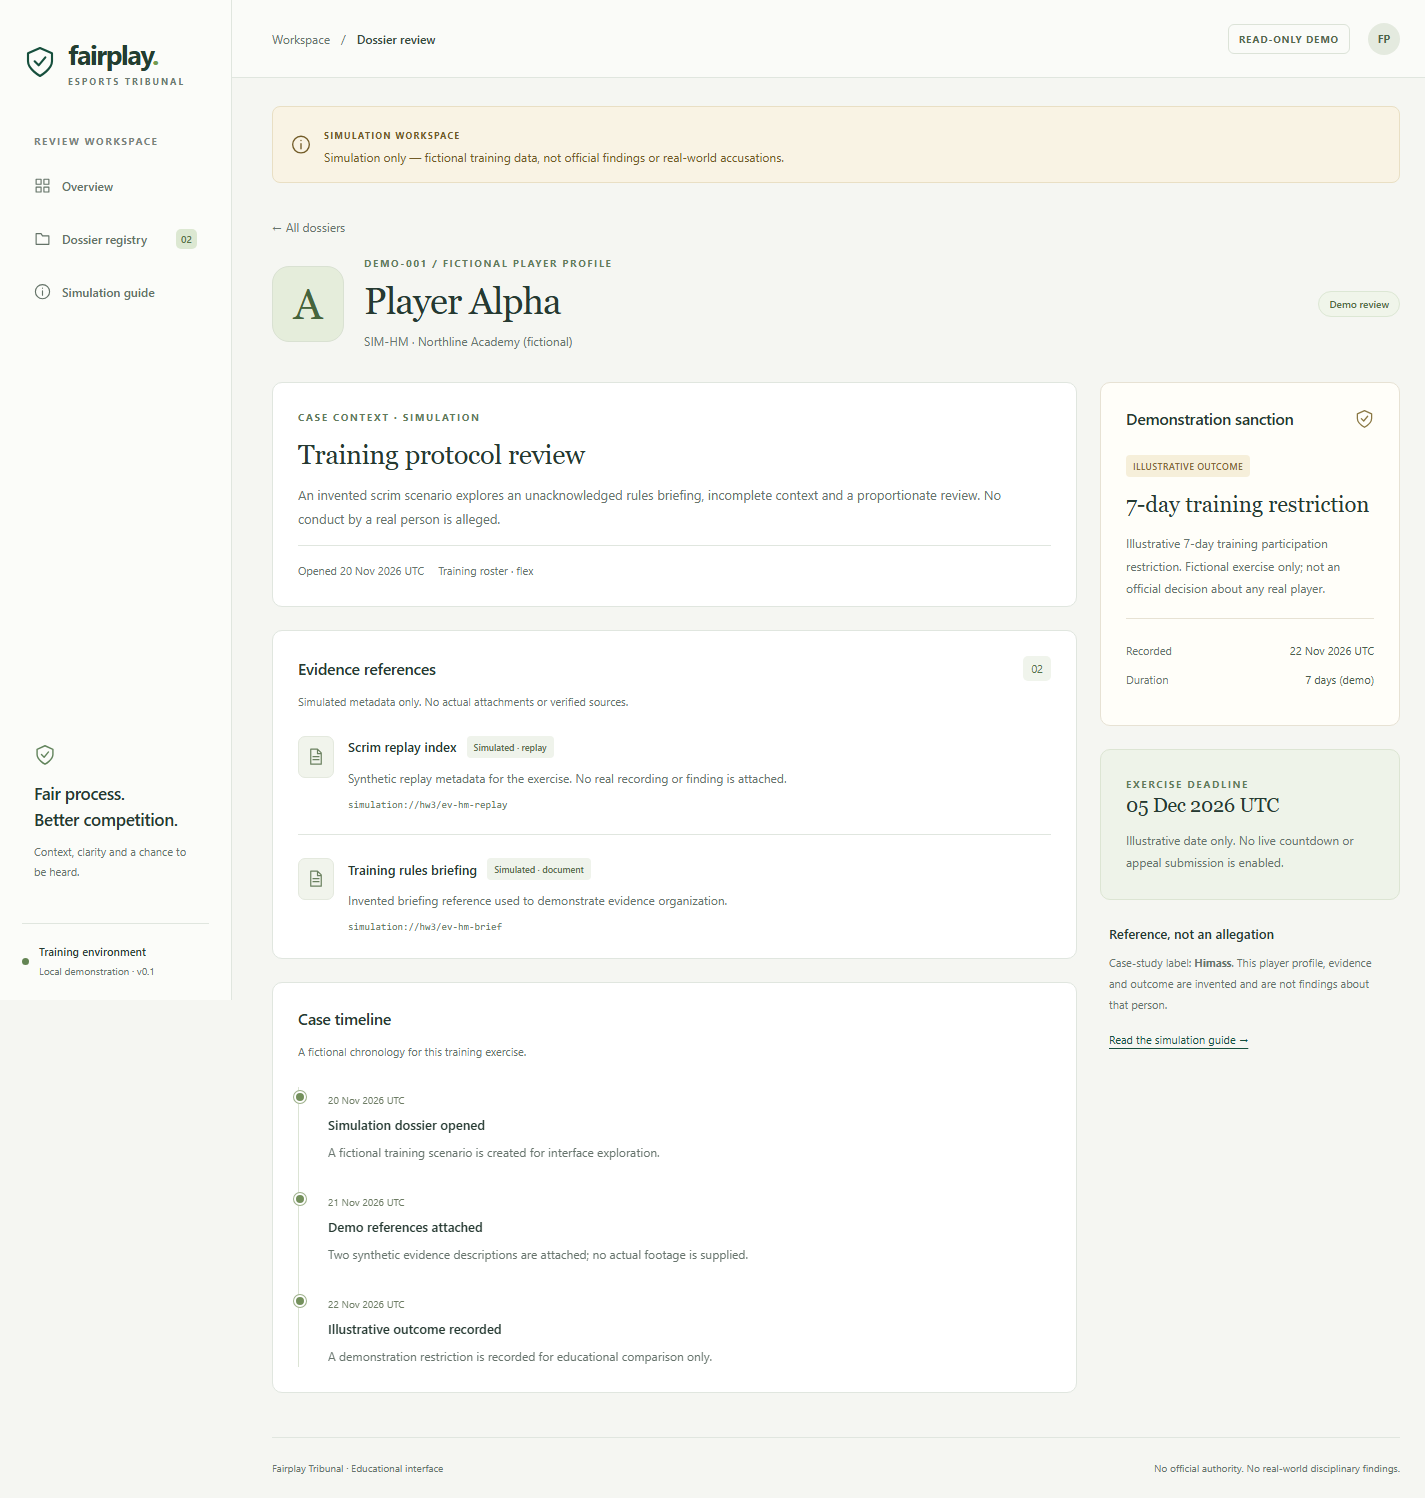 fairplay.
ESPORTS TRIBUNAL
REVIEW WORKSPACE
Overview
Dossier registry 02
Simulation guide
Fair process.
Better competition.
Context, clarity and a chance to
be heard.
Training environment
Local demonstration · v0.1
Workspace / Dossier review
READ-ONLY DEMO FP
SIMULATION WORKSPACE
Simulation only — fictional training data, not official findings or real-world accusations.
← All dossiers
A
DEMO-001 / FICTIONAL PLAYER PROFILE
Player Alpha
SIM-HM · Northline Academy (fictional)
Demo review
CASE CONTEXT · SIMULATION
Training protocol review
An invented scrim scenario explores an unacknowledged rules briefing, incomplete context and a proportionate review. No
conduct by a real person is alleged.
Opened 20 Nov 2026 UTC Training roster · flex
Evidence references 02
Simulated metadata only. No actual attachments or verified sources.
Scrim replay index Simulated · replay
Synthetic replay metadata for the exercise. No real recording or finding is attached.
simulation://hw3/ev-hm-replay
Training rules briefing Simulated · document
Invented briefing reference used to demonstrate evidence organization.
simulation://hw3/ev-hm-brief
Case timeline
A fictional chronology for this training exercise.
20 Nov 2026 UTC
Simulation dossier opened
A fictional training scenario is created for interface exploration.
21 Nov 2026 UTC
Demo references attached
Two synthetic evidence descriptions are attached; no actual footage is supplied.
22 Nov 2026 UTC
Illustrative outcome recorded
A demonstration restriction is recorded for educational comparison only.
Demonstration sanction
ILLUSTRATIVE OUTCOME
7-day training restriction
Illustrative 7-day training participation
restriction. Fictional exercise only; not an
official decision about any real player.
Recorded 22 Nov 2026 UTC
Duration 7 days (demo)
EXERCISE DEADLINE
05 Dec 2026 UTC
Illustrative date only. No live countdown or
appeal submission is enabled.
Reference, not an allegation
Case-study label: Himass. This player profile, evidence
and outcome are invented and are not findings about
that person.
Read the simulation guide →
Fairplay Tribunal · Educational interface
No official authority. No real-world disciplinary findings.